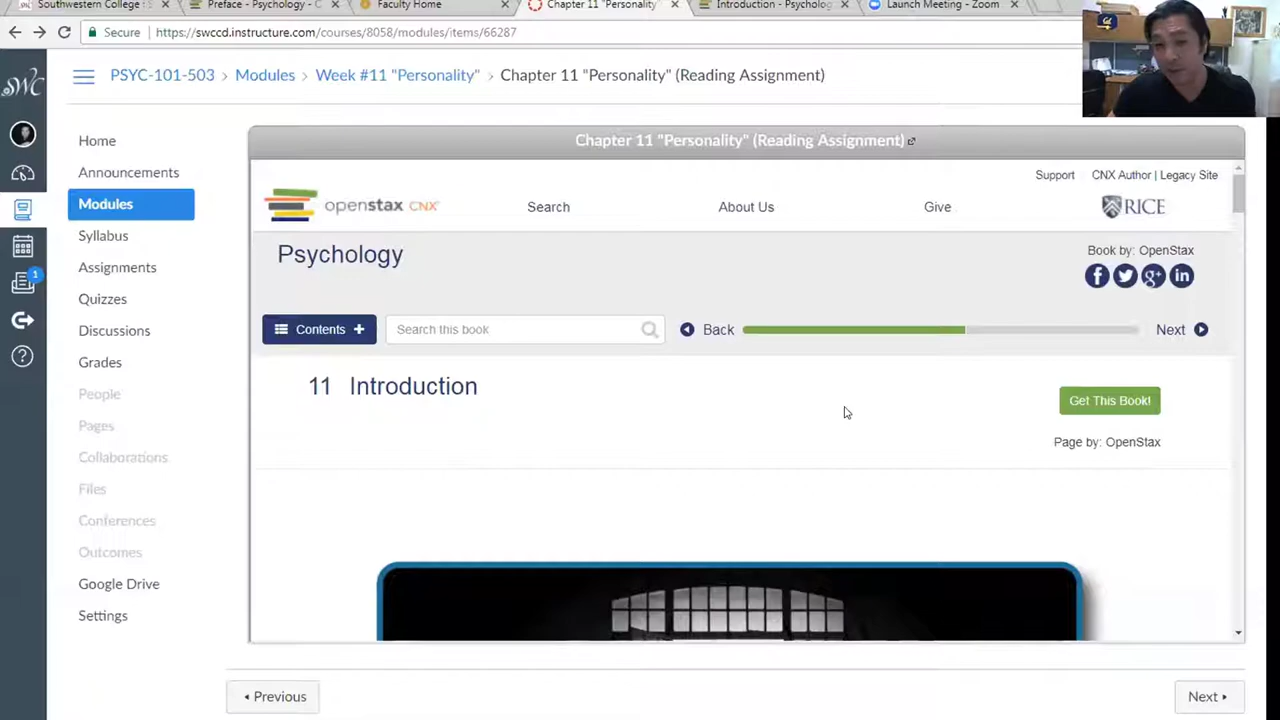 Southwestern College : S
Preface - Psychology - C
Faculty Home
Chapter 11 "Personality"
Introduction - Psycholog
Launch Meeting - Zoom
Secure https://swccd.instructure.com/courses/8058/modules/items/66287
SWC
PSYC-101-503 › Modules › Week #11 "Personality" › Chapter 11 "Personality" (Reading Assignment)
Home
Announcements
Modules
Syllabus
Assignments
1
Quizzes
Discussions
Grades
People
Pages
Collaborations
Files
Conferences
Outcomes
Google Drive
Settings
Chapter 11 "Personality" (Reading Assignment)
Support CNX Author | Legacy Site
openstax CNX Search About Us Give RICE
Psychology
Book by: OpenStax
Contents + Search this book Back Next
11 Introduction
Get This Book!
Page by: OpenStax
Previous Next